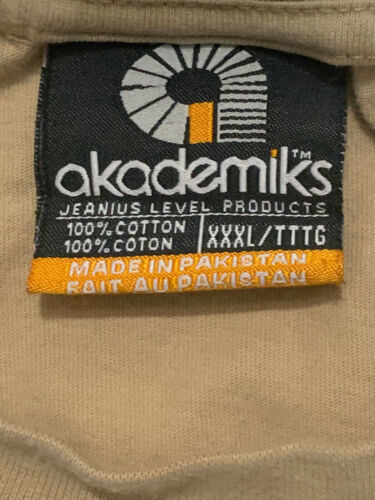 akademiks™
JEANIUS LEVEL PRODUCTS
100% COTTON
100% COTON
XXXL/TTTG
MADE IN PAKISTAN
FAIT AU PAKISTAN